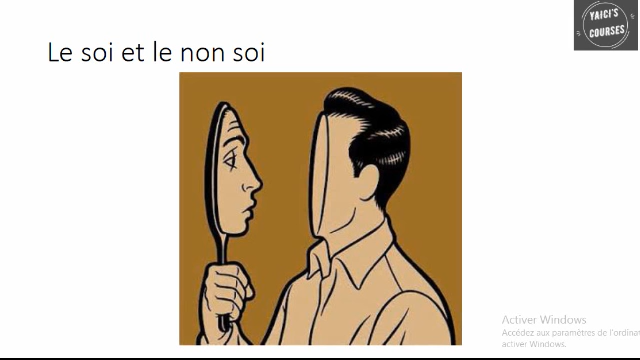 YAICI'S
COURSES
Le soi et le non soi
Activer Windows
Accédez aux paramètres de l'ordina
activer Windows.